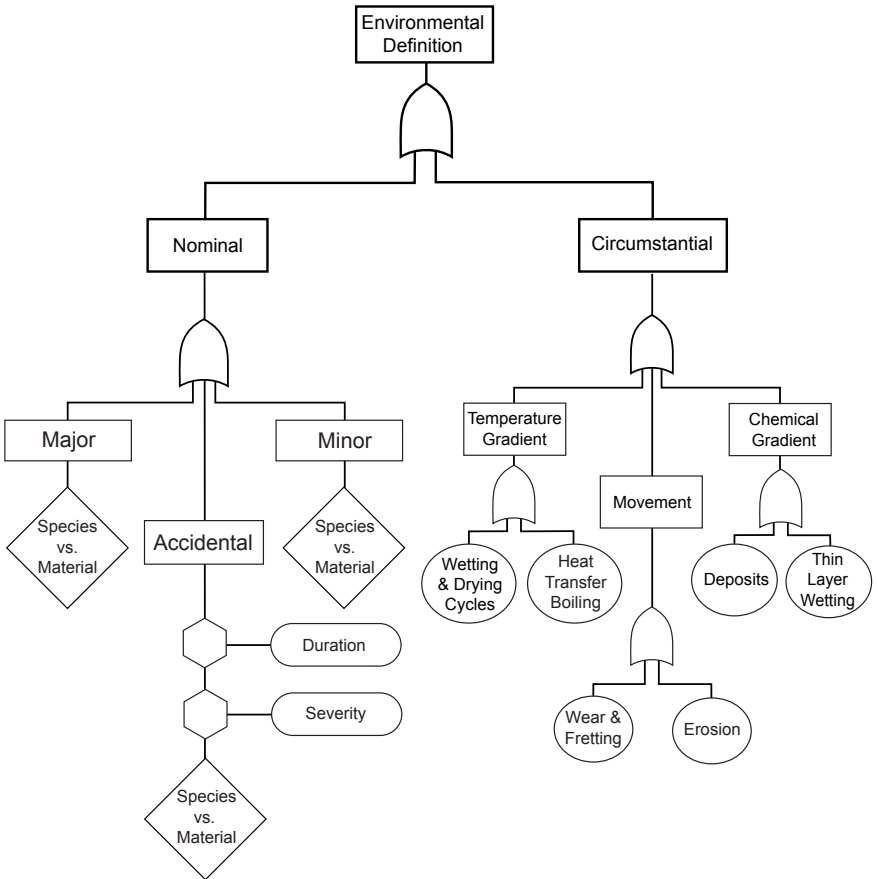 Environmental
Definition
Nominal
Circumstantial
Major
Minor
Accidental
Species
vs.
Material
Species
vs.
Material
Duration
Severity
Species
vs.
Material
Temperature
Gradient
Chemical
Gradient
Movement
Wetting
& Drying
Cycles
Heat
Transfer
Boiling
Deposits
Thin
Layer
Wetting
Wear &
Fretting
Erosion